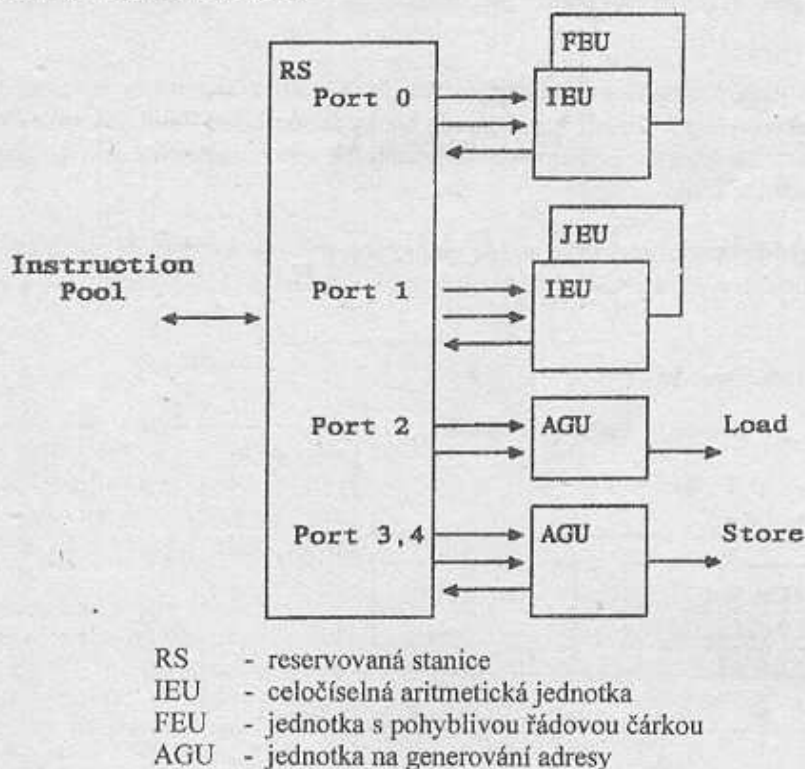 FEU
RS
Port 0
IEU
JEU
Instruction
Pool
Port 1
IEU
Port 2
AGU
Load
Port 3,4
AGU
Store
RS - reservovaná stanice
IEU - celočíselná aritmetická jednotka
FEU - jednotka s pohyblivou řádovou čárkou
AGU - jednotka na generování adresy